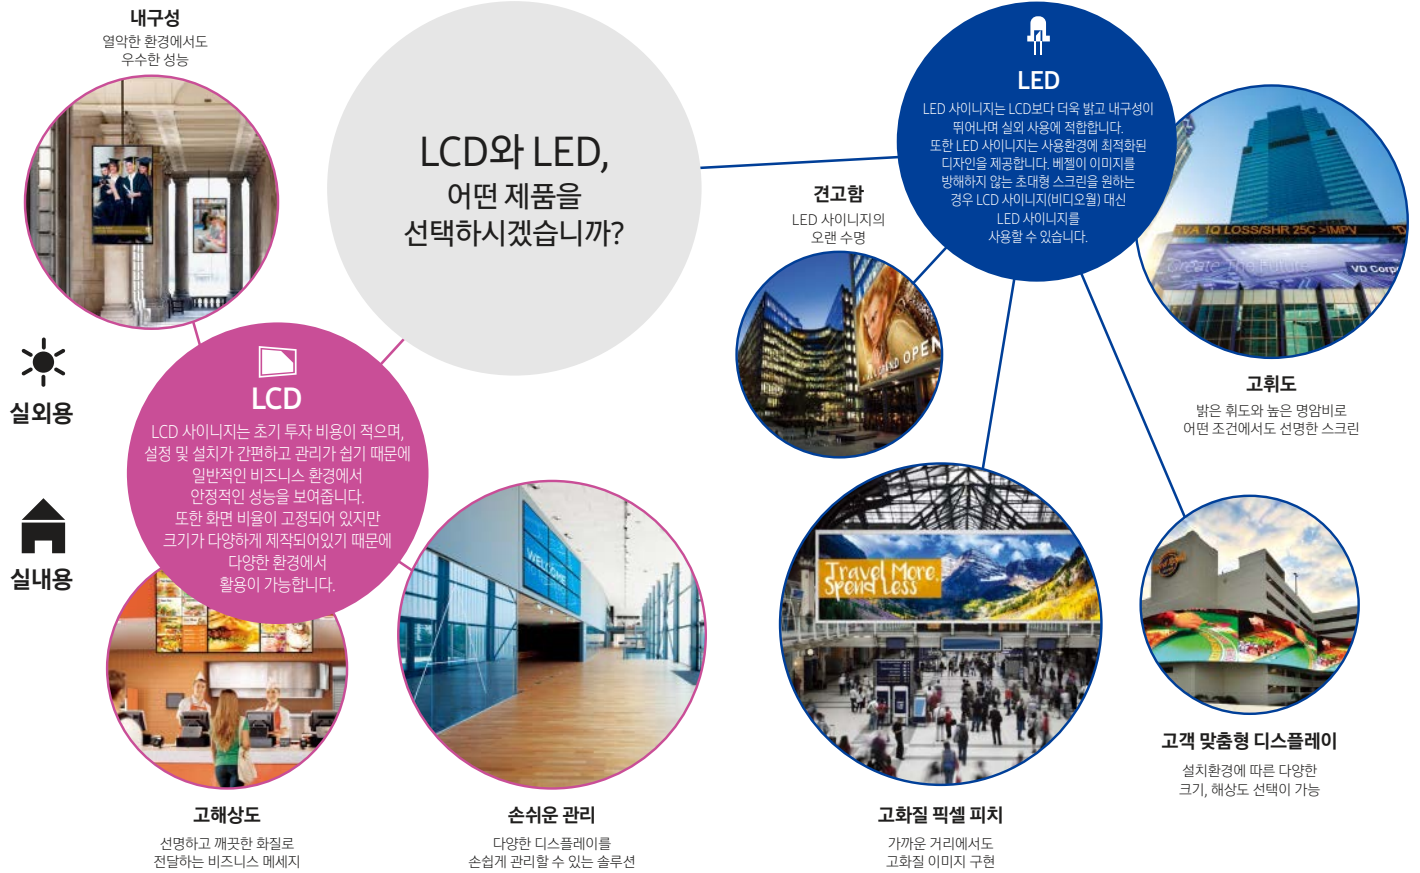 내구성
열악한 환경에서도
우수한 성능
LCD와 LED,
어떤 제품을
선택하시겠습니까?
LED
LED 사이니지는 LCD보다 더욱 밝고 내구성이
뛰어나며 실외 사용에 적합합니다.
또한 LED 사이니지는 사용환경에 최적화된
디자인을 제공합니다. 베젤이 이미지를
방해하지 않는 초대형 스크린을 원하는
경우 LCD 사이니지(비디오월) 대신
LED 사이니지를
사용할 수 있습니다.
견고함
LED 사이니지의
오랜 수명
OPEN
RVA 1Q LOSS/SHR 25C >IMPV
Create The Future
VD Corp
고휘도
밝은 휘도와 높은 명암비로
어떤 조건에서도 선명한 스크린
실외용
실내용
LCD
LCD 사이니지는 초기 투자 비용이 적으며,
설정 및 설치가 간편하고 관리가 쉽기 때문에
일반적인 비즈니스 환경에서
안정적인 성능을 보여줍니다.
또한 화면 비율이 고정되어 있지만
크기가 다양하게 제작되어있기 때문에
다양한 환경에서
활용이 가능합니다.
WELCOME
Travel More,
Spend Less
고해상도
선명하고 깨끗한 화질로
전달하는 비즈니스 메세지
손쉬운 관리
다양한 디스플레이를
손쉽게 관리할 수 있는 솔루션
고화질 픽셀 피치
가까운 거리에서도
고화질 이미지 구현
고객 맞춤형 디스플레이
설치환경에 따른 다양한
크기, 해상도 선택이 가능